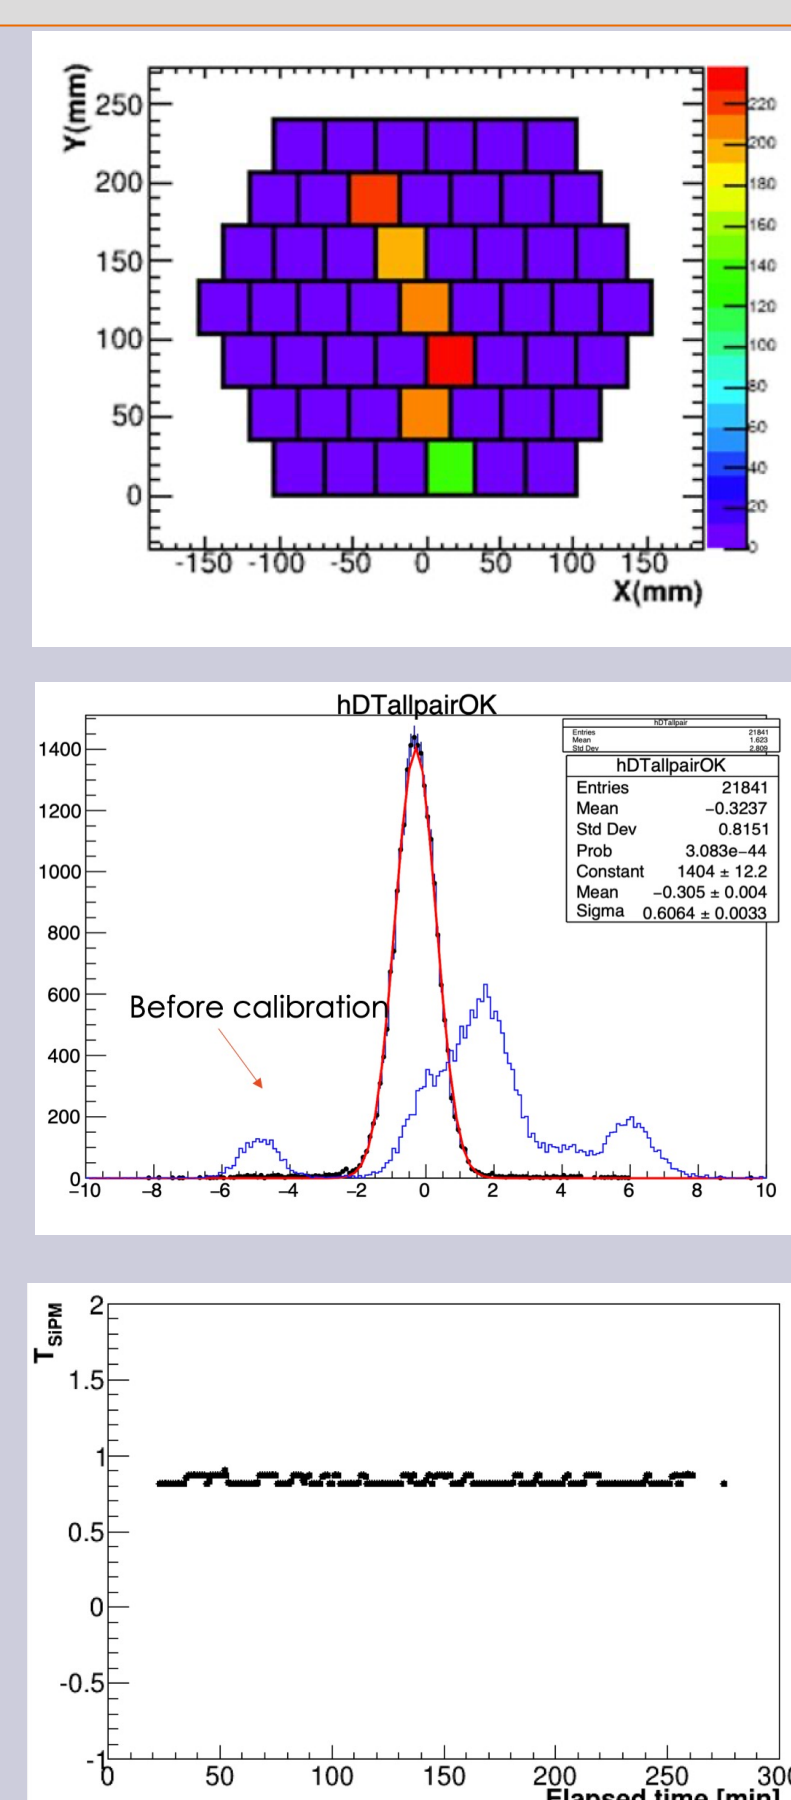 Y(mm)
250
200
150
100
50
0
-150 -100 -50 0 50 100 150
X(mm)
220
200
180
160
140
120
100
80
60
40
20
0
hDTallpairOK
hDTallpair
Entries 21841
Mean 1.623
Std Dev 2.809
hDTallpairOK
Entries 21841
Mean −0.3237
Std Dev 0.8151
Prob 3.083e−44
Constant 1404 ± 12.2
Mean −0.305 ± 0.004
Sigma 0.6064 ± 0.0033
1400
1200
1000
800
600
400
200
0
Before calibration
−10 −8 −6 −4 −2 0 2 4 6 8 10
T SiPM
2
1.5
1
0.5
0
-0.5
-1
0 50 100 150 200 250 300
Elapsed time [min]